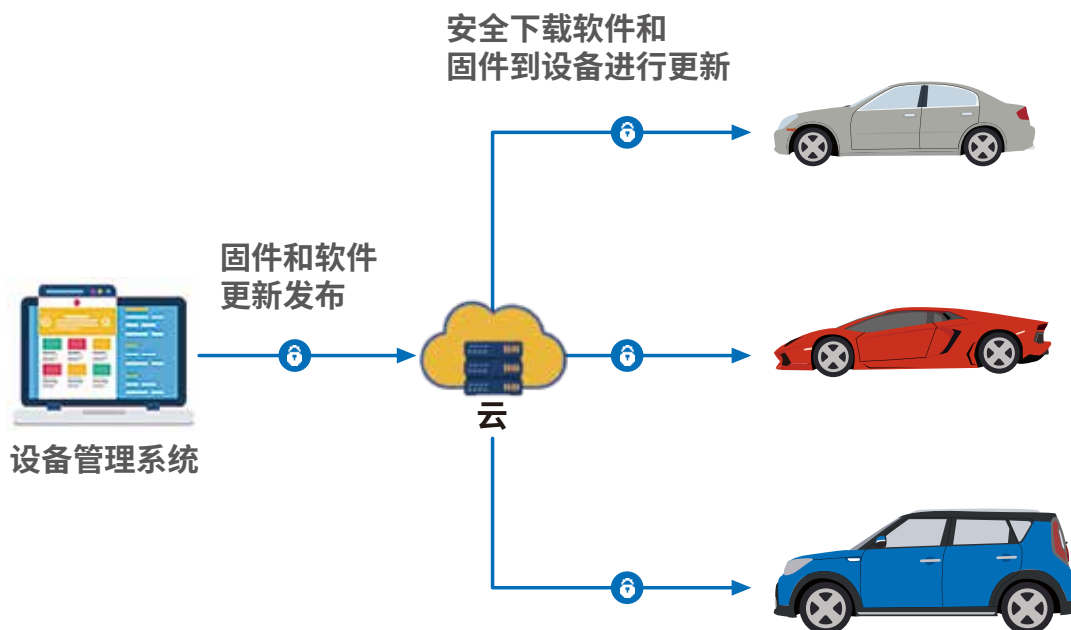 安全下载软件和
固件到设备进行更新
固件和软件
更新发布
云
设备管理系统